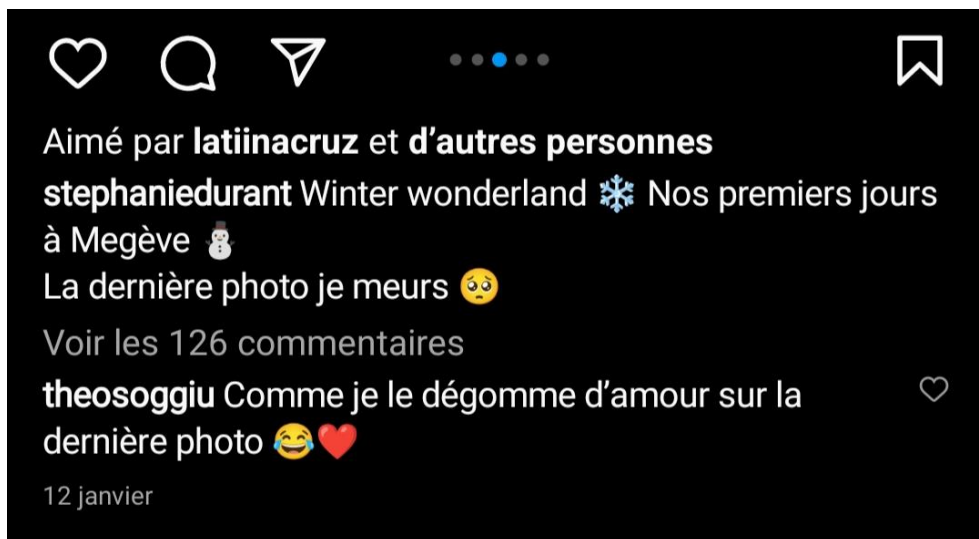 Aimé par latiinacruz et d’autres personnes
stephaniedurant Winter wonderland ❄️ Nos premiers jours
à Megève ⛄
La dernière photo je meurs 🥺
Voir les 126 commentaires
theosoggiu Comme je le dégomme d’amour sur la
dernière photo 😂❤️
12 janvier